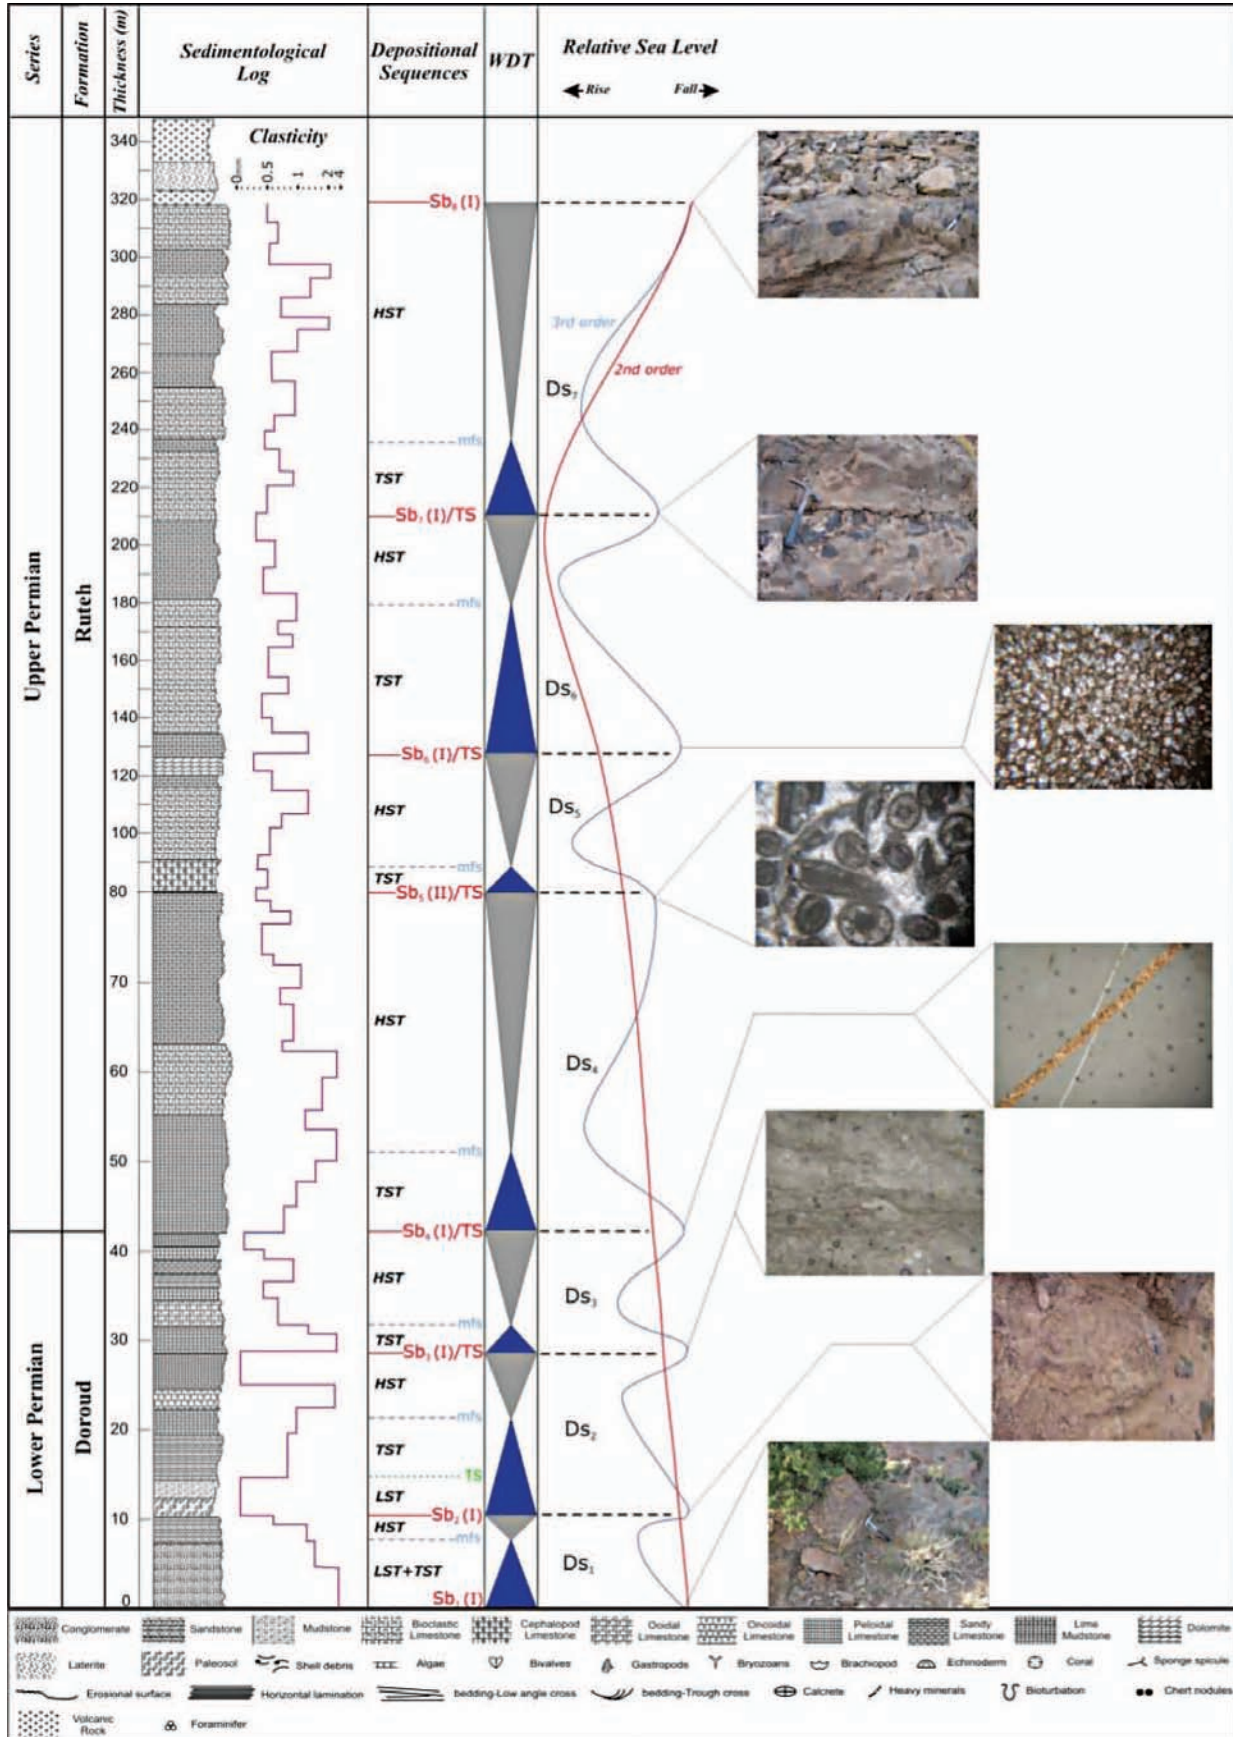 Series
Formation
Thickness (m)
Sedimentological
Log
Depositional
Sequences
WDT
Relative Sea Level
Rise
Fall
Clasticity
0mm
0.5
1
2
4
340
320
300
280
260
240
220
200
180
160
140
120
100
80
70
60
50
40
30
20
10
0
Upper Permian
Lower Permian
Ruteh
Doroud
Sb8(I)
HST
mfs
TST
Sb7(I)/TS
HST
mfs
TST
Sb6(I)/TS
HST
mfs
TST
Sb5(II)/TS
HST
mfs
TST
Sb4(I)/TS
HST
mfs
TST
Sb3(I)/TS
HST
mfs
TST
TS
LST
Sb2(I)
HST
mfs
LST+TST
Sb1(I)
3rd order
2nd order
Ds7
Ds6
Ds5
Ds4
Ds3
Ds2
Ds1
Conglomerate
Sandstone
Mudstone
Bioclastic
Limestone
Cephalopod
Limestone
Ooidal
Limestone
Oncoidal
Limestone
Peloidal
Limestone
Sandy
Limestone
Lime
Mudstone
Dolomite
Laterite
Paleosol
Shell debris
Algae
Bivalves
Gastropods
Bryozoans
Brachiopod
Echinoderm
Coral
Sponge spicule
Erosional surface
Horizontal lamination
bedding-Low angle cross
bedding-Trough cross
Calcrete
Heavy minerals
Bioturbation
Chert nodules
Volcanic
Rock
Foraminifer